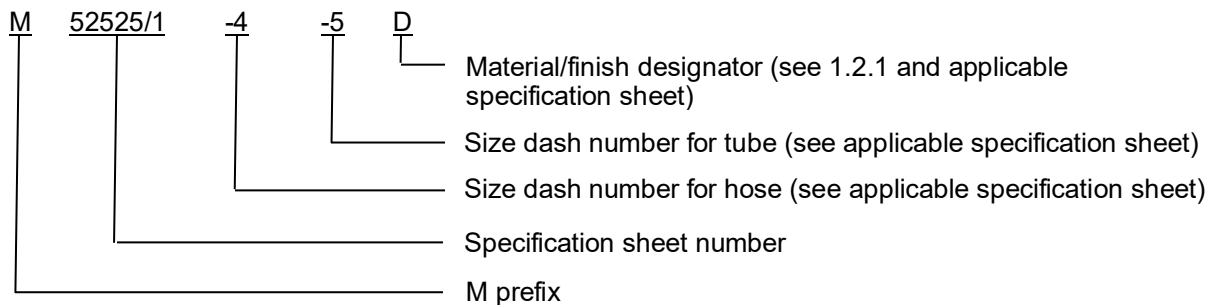 M 52525/1 -4 -5 D
Material/finish designator (see 1.2.1 and applicable
specification sheet)
Size dash number for tube (see applicable specification sheet)
Size dash number for hose (see applicable specification sheet)
Specification sheet number
M prefix